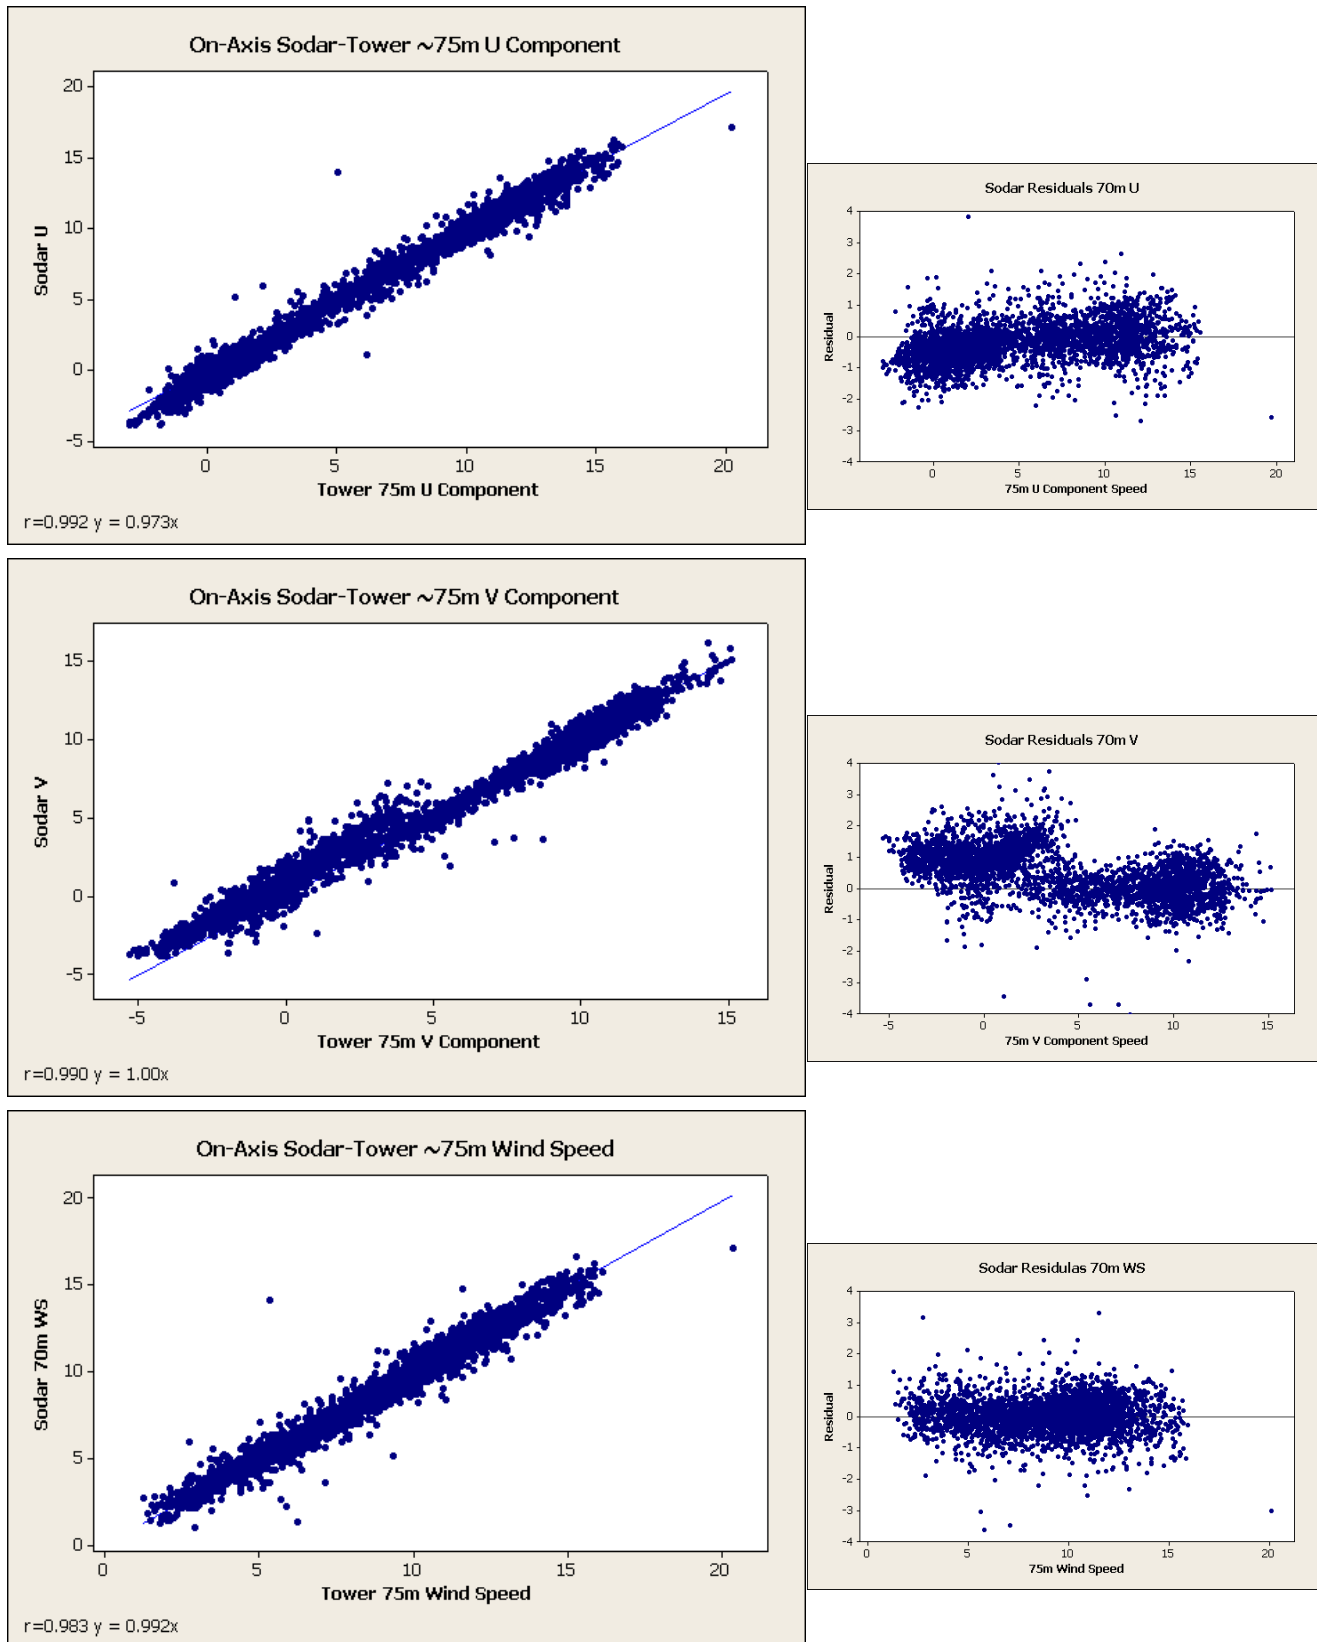 On-Axis Sodar-Tower ~75m U Component
20
15
10
5
0
-5
Sodar U
0 5 10 15 20
Tower 75m U Component
r=0.992 y = 0.973x
Sodar Residuals 70m U
4
3
2
1
0
-1
-2
-3
-4
Residual
0 5 10 15 20
75m U Component Speed
On-Axis Sodar-Tower ~75m V Component
15
10
5
0
-5
Sodar V
-5 0 5 10 15
Tower 75m V Component
r=0.990 y = 1.00x
Sodar Residuals 70m V
4
3
2
1
0
-1
-2
-3
-4
Residual
-5 0 5 10 15
75m V Component Speed
On-Axis Sodar-Tower ~75m Wind Speed
20
15
10
5
0
Sodar 70m WS
0 5 10 15 20
Tower 75m Wind Speed
r=0.983 y = 0.992x
Sodar Residulas 70m WS
4
3
2
1
0
-1
-2
-3
-4
Residual
0 5 10 15 20
75m Wind Speed